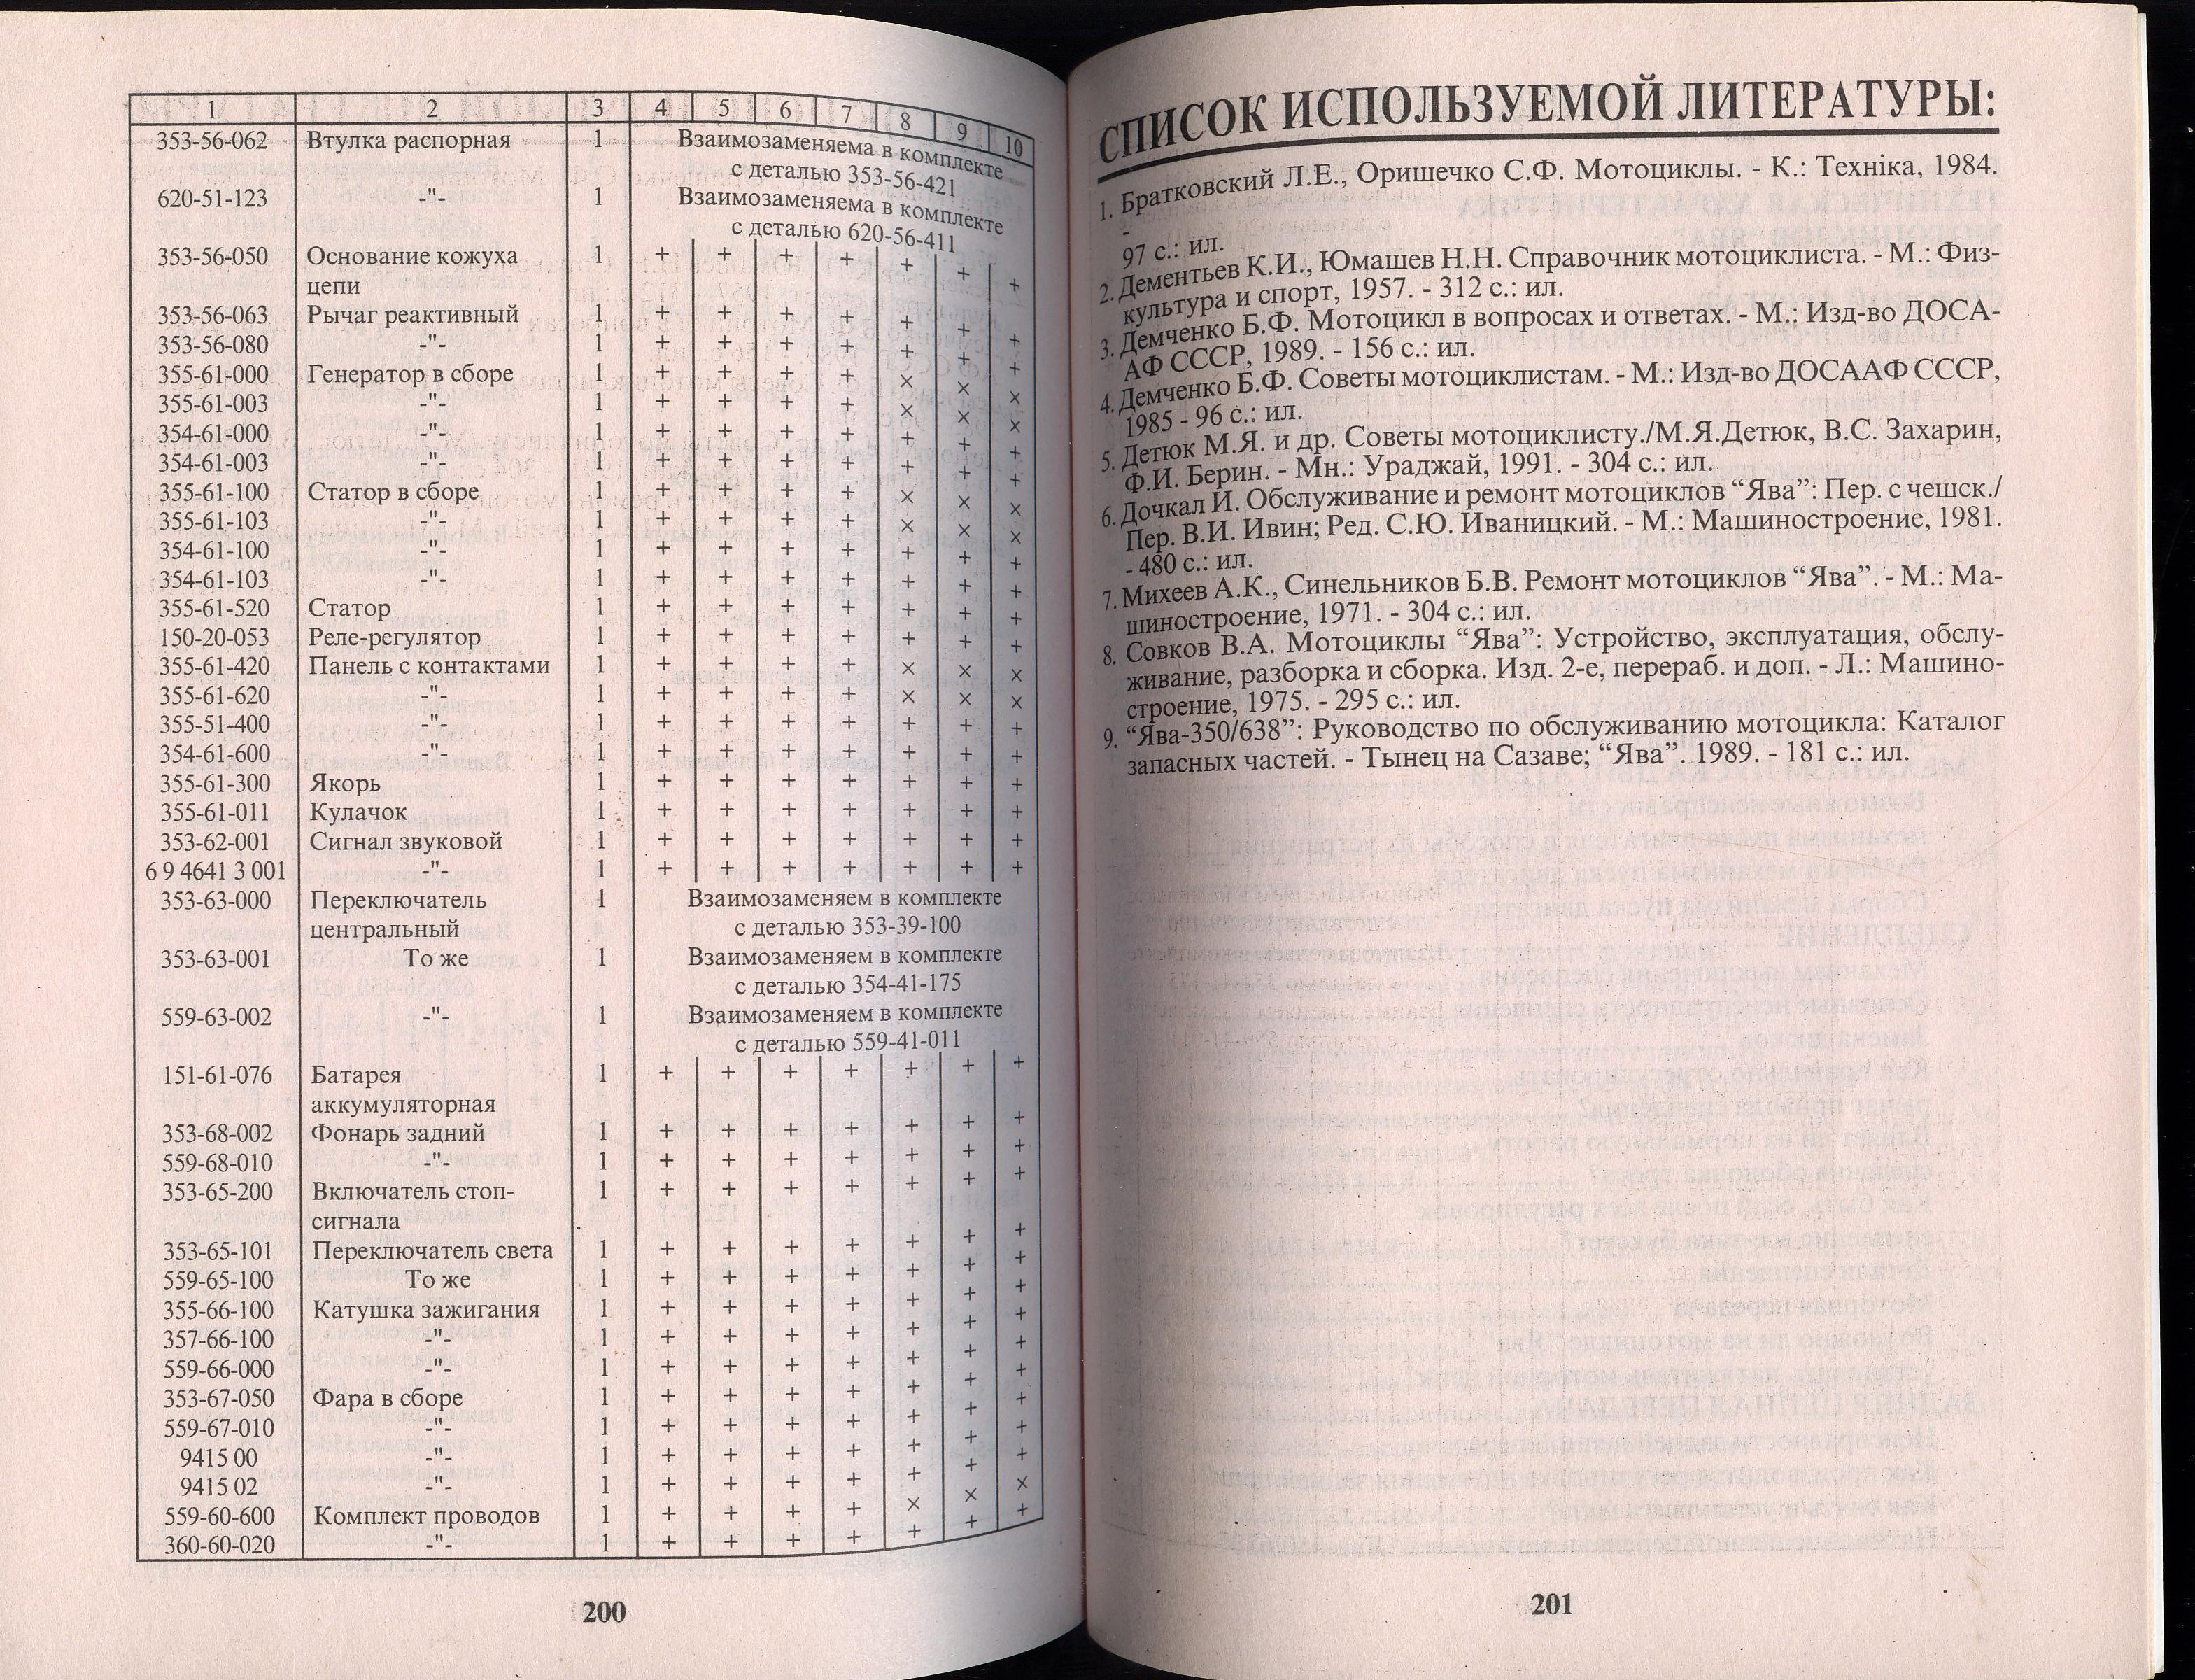 1 2 3 4 5 6 7 8 9 10
353-56-062 Втулка распорная 1 Взаимозаменяема в комплекте
с деталью 353-56-421
620-51-123 -"- 1 Взаимозаменяема в комплекте
с деталью 620-56-411
353-56-050 Основание кожуха 1 + + + + + + +
цепи
353-56-063 Рычаг реактивный 1 + + + + + + +
353-56-080 -"- 1 + + + + + + +
355-61-000 Генератор в сборе 1 + + + + × × ×
355-61-003 -"- 1 + + + + × × ×
354-61-000 -"- 1 + + + + + + +
354-61-003 -"- 1 + + + + + + +
355-61-100 Статор в сборе 1 + + + + × × ×
355-61-103 -"- 1 + + + + × × ×
354-61-100 -"- 1 + + + + + + +
354-61-103 -"- 1 + + + + + + +
355-61-520 Статор 1 + + + + + + +
150-20-053 Реле-регулятор 1 + + + + + + +
355-61-420 Панель с контактами 1 + + + + × × ×
355-61-620 -"- 1 + + + + × × ×
355-51-400 -"- 1 + + + + + + +
354-61-600 -"- 1 + + + + + + +
355-61-300 Якорь 1 + + + + + + +
355-61-011 Кулачок 1 + + + + + + +
353-62-001 Сигнал звуковой 1 + + + + + + +
6 9 4641 3 001 -"- 1 + + + + + + +
353-63-000 Переключатель 1 Взаимозаменяем в комплекте
центральный с деталью 353-39-100
353-63-001 То же 1 Взаимозаменяем в комплекте
с деталью 354-41-175
559-63-002 -"- 1 Взаимозаменяем в комплекте
с деталью 559-41-011
151-61-076 Батарея 1 + + + + + + +
аккумуляторная
353-68-002 Фонарь задний 1 + + + + + + +
559-68-010 -"- 1 + + + + + + +
353-65-200 Включатель стоп- 1 + + + + + + +
сигнала
353-65-101 Переключатель света 1 + + + + + + +
559-65-100 То же 1 + + + + + + +
355-66-100 Катушка зажигания 1 + + + + + + +
357-66-100 -"- 1 + + + + + + +
559-66-000 -"- 1 + + + + + + +
353-67-050 Фара в сборе 1 + + + + + + +
559-67-010 -"- 1 + + + + + + +
9415 00 -"- 1 + + + + + + +
9415 02 -"- 1 + + + + + + +
559-60-600 Комплект проводов 1 + + + + × × ×
360-60-020 -"- 1 + + + + + + +
200
СПИСОК ИСПОЛЬЗУЕМОЙ ЛИТЕРАТУРЫ:
1. Братковский Л.Е., Оришечко С.Ф. Мотоциклы. - К.: Технiка, 1984.
-
97 с.: ил.
2. Дементьев К.И., Юмашев Н.Н. Справочник мотоциклиста. - М.: Физ-
культура и спорт, 1957. - 312 с.: ил.
3. Демченко Б.Ф. Мотоцикл в вопросах и ответах. - М.: Изд-во ДОСА-
АФ СССР, 1989. - 156 с.: ил.
4. Демченко Б.Ф. Советы мотоциклистам. - М.: Изд-во ДОСААФ СССР,
1985 - 96 с.: ил.
5. Детюк М.Я. и др. Советы мотоциклисту./М.Я.Детюк, В.С. Захарин,
Ф.И. Берин. - Мн.: Ураджай, 1991. - 304 с.: ил.
6. Дочкал И. Обслуживание и ремонт мотоциклов “Ява”: Пер. с чешск./
Пер. В.И. Ивин; Ред. С.Ю. Иваницкий. - М.: Машиностроение, 1981.
- 480 с.: ил.
7. Михеев А.К., Синельников Б.В. Ремонт мотоциклов “Ява”. - М.: Ма-
шиностроение, 1971. - 304 с.: ил.
8. Совков В.А. Мотоциклы “Ява”: Устройство, эксплуатация, обслу-
живание, разборка и сборка. Изд. 2-е, перераб. и доп. - Л.: Машино-
строение, 1975. - 295 с.: ил.
9. “Ява-350/638”: Руководство по обслуживанию мотоцикла: Каталог
запасных частей. - Тынец на Сазаве; “Ява”. 1989. - 181 с.: ил.
201